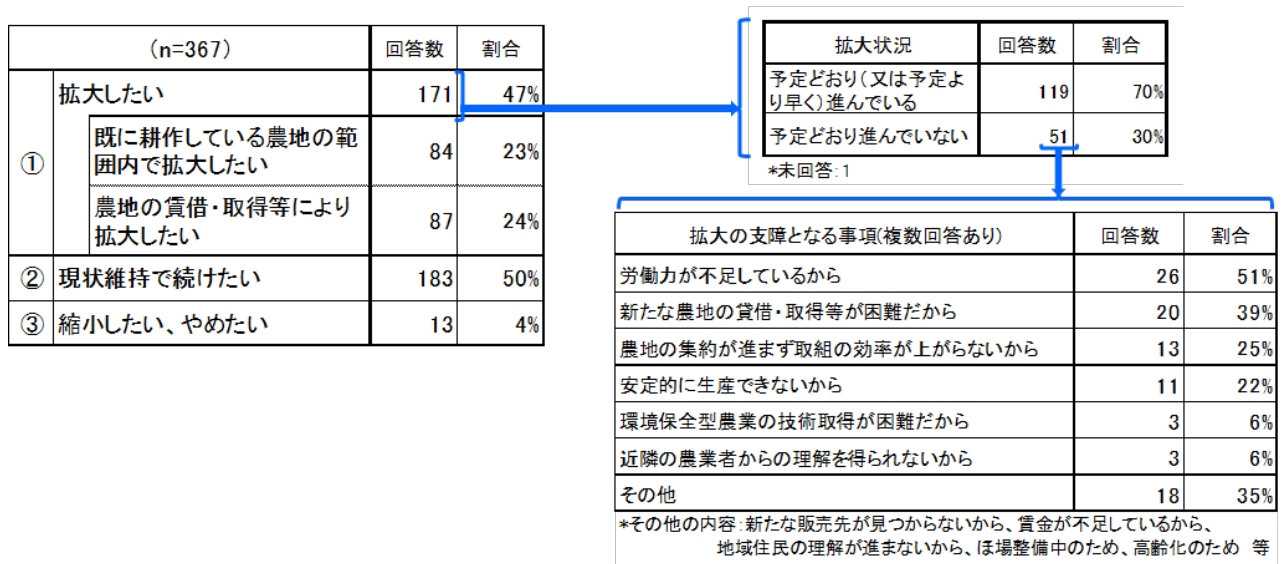 (n=367) 回答数 割合
① 拡大したい 171 47%
既に耕作している農地の範
囲内で拡大したい 84 23%
農地の賃借・取得等により
拡大したい 87 24%
② 現状維持で続けたい 183 50%
③ 縮小したい、やめたい 13 4%
拡大状況 回答数 割合
予定どおり(又は予定よ
り早く)進んでいる 119 70%
予定どおり進んでいない 51 30%
*未回答:1
拡大の支障となる事項(複数回答あり) 回答数 割合
労働力が不足しているから 26 51%
新たな農地の貸借・取得等が困難だから 20 39%
農地の集約が進まず取組の効率が上がらないから 13 25%
安定的に生産できないから 11 22%
環境保全型農業の技術取得が困難だから 3 6%
近隣の農業者からの理解を得られないから 3 6%
その他 18 35%
*その他の内容:新たな販売先が見つからないから、賃金が不足しているから、
地域住民の理解が進まないから、ほ場整備中のため、高齢化のため 等